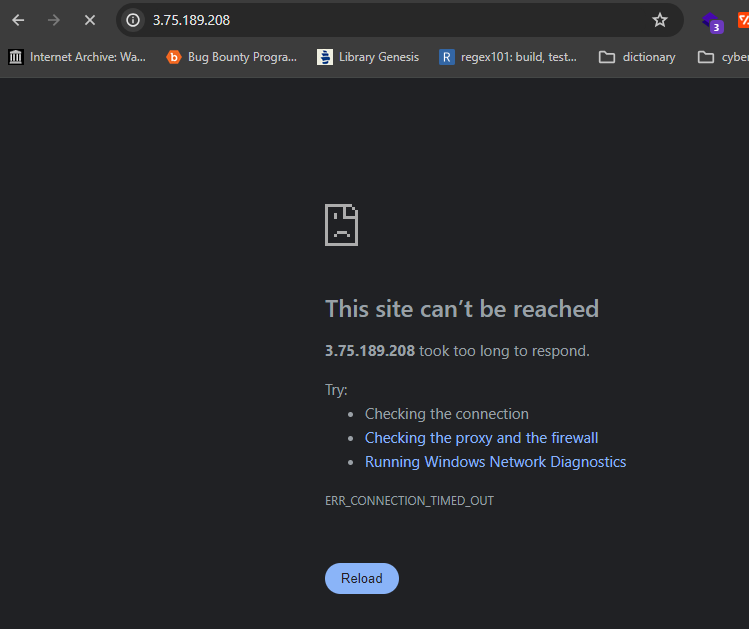 3.75.189.208
3
Internet Archive: Wa... Bug Bounty Progra... Library Genesis R regex101: build, test... dictionary cyber
This site can't be reached
3.75.189.208 took too long to respond.
Try:
• Checking the connection
• Checking the proxy and the firewall
• Running Windows Network Diagnostics
ERR_CONNECTION_TIMED_OUT
Reload